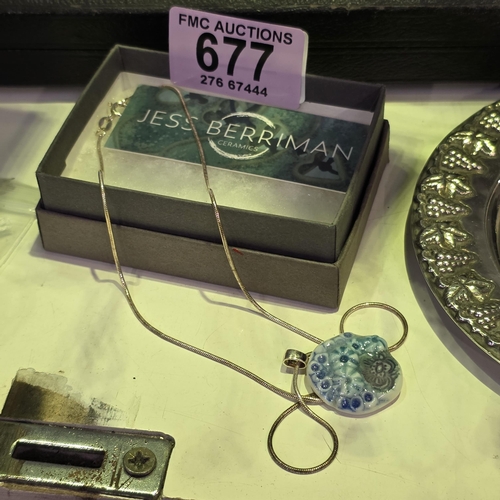 FMC AUCTIONS
677
276 67444
JESS BERRIMAN
CERAMICS